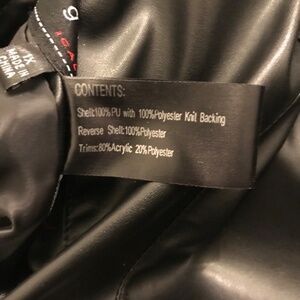 1X
MADE IN
CHINA
CONTENTS:
Shell:100%PU with 100%Polyester Knit Backing
Reverse Shell:100%Polyester
Trims:80%Acrylic 20%Polyester